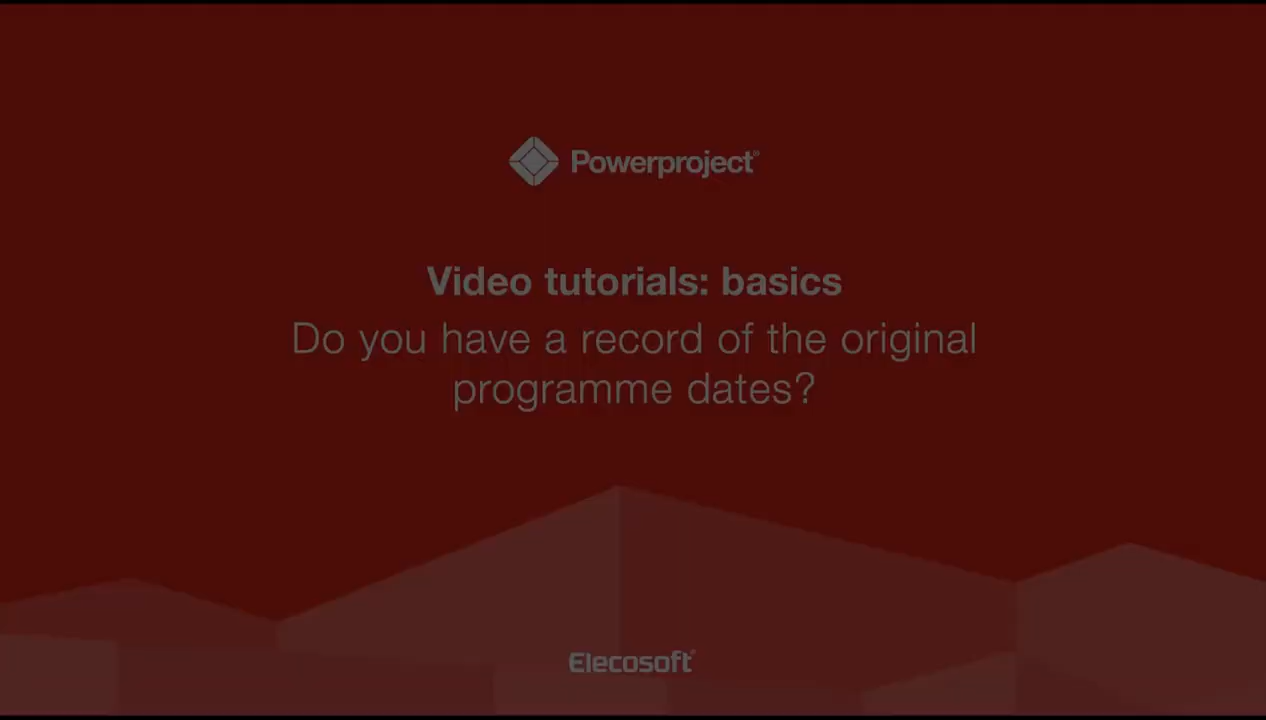 Powerproject®
Video tutorials: basics
Do you have a record of the original
programme dates?
Elecosoft®